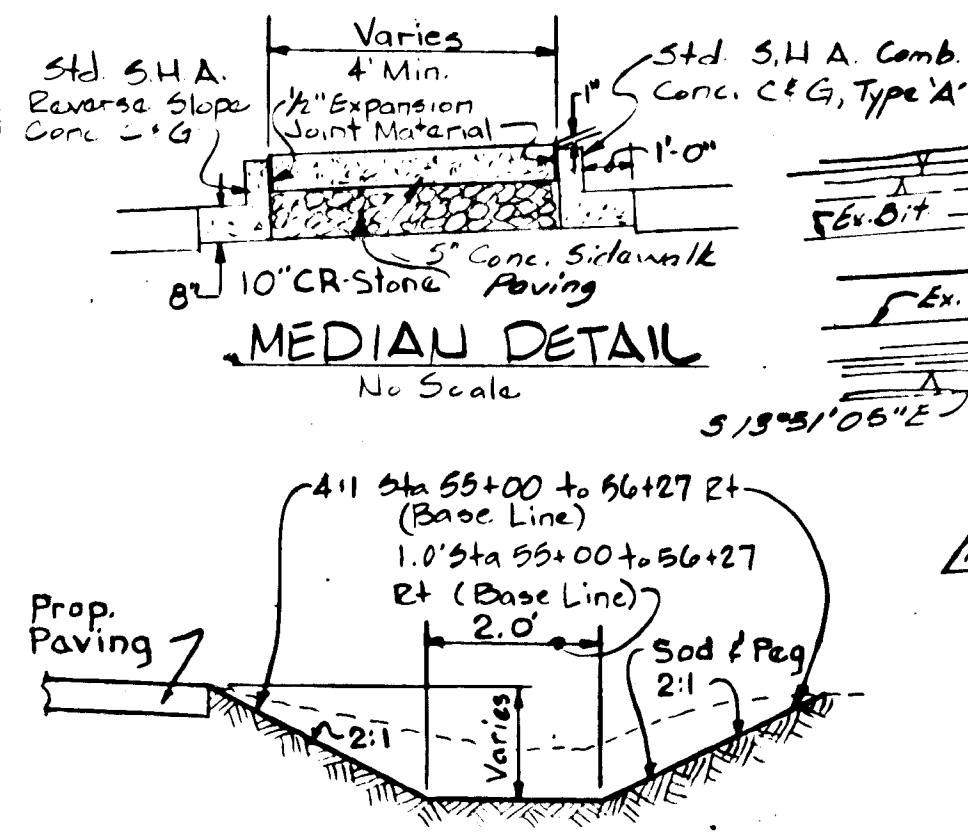 Varies
4' Min.
Std. S.H.A.
Reverse Slope
Conc C & G
1/2" Expansion
Joint Material
1"
Std. S.H.A. Comb.
Conc. C & G, Type 'A'
1'-0"
8"
10" CR-Stone
5" Conc. Sidewalk
Paving
MEDIAN DETAIL
No Scale
Ex. Bit
Ex.
S 13°51'05"E
4:1 Sta 55+00 to 56+27 Rt
(Base Line)
1.0' Sta 55+00 to 56+27
Rt (Base Line)
2.0'
Prop.
Paving
Sod & Peg
2:1
2:1
Varies